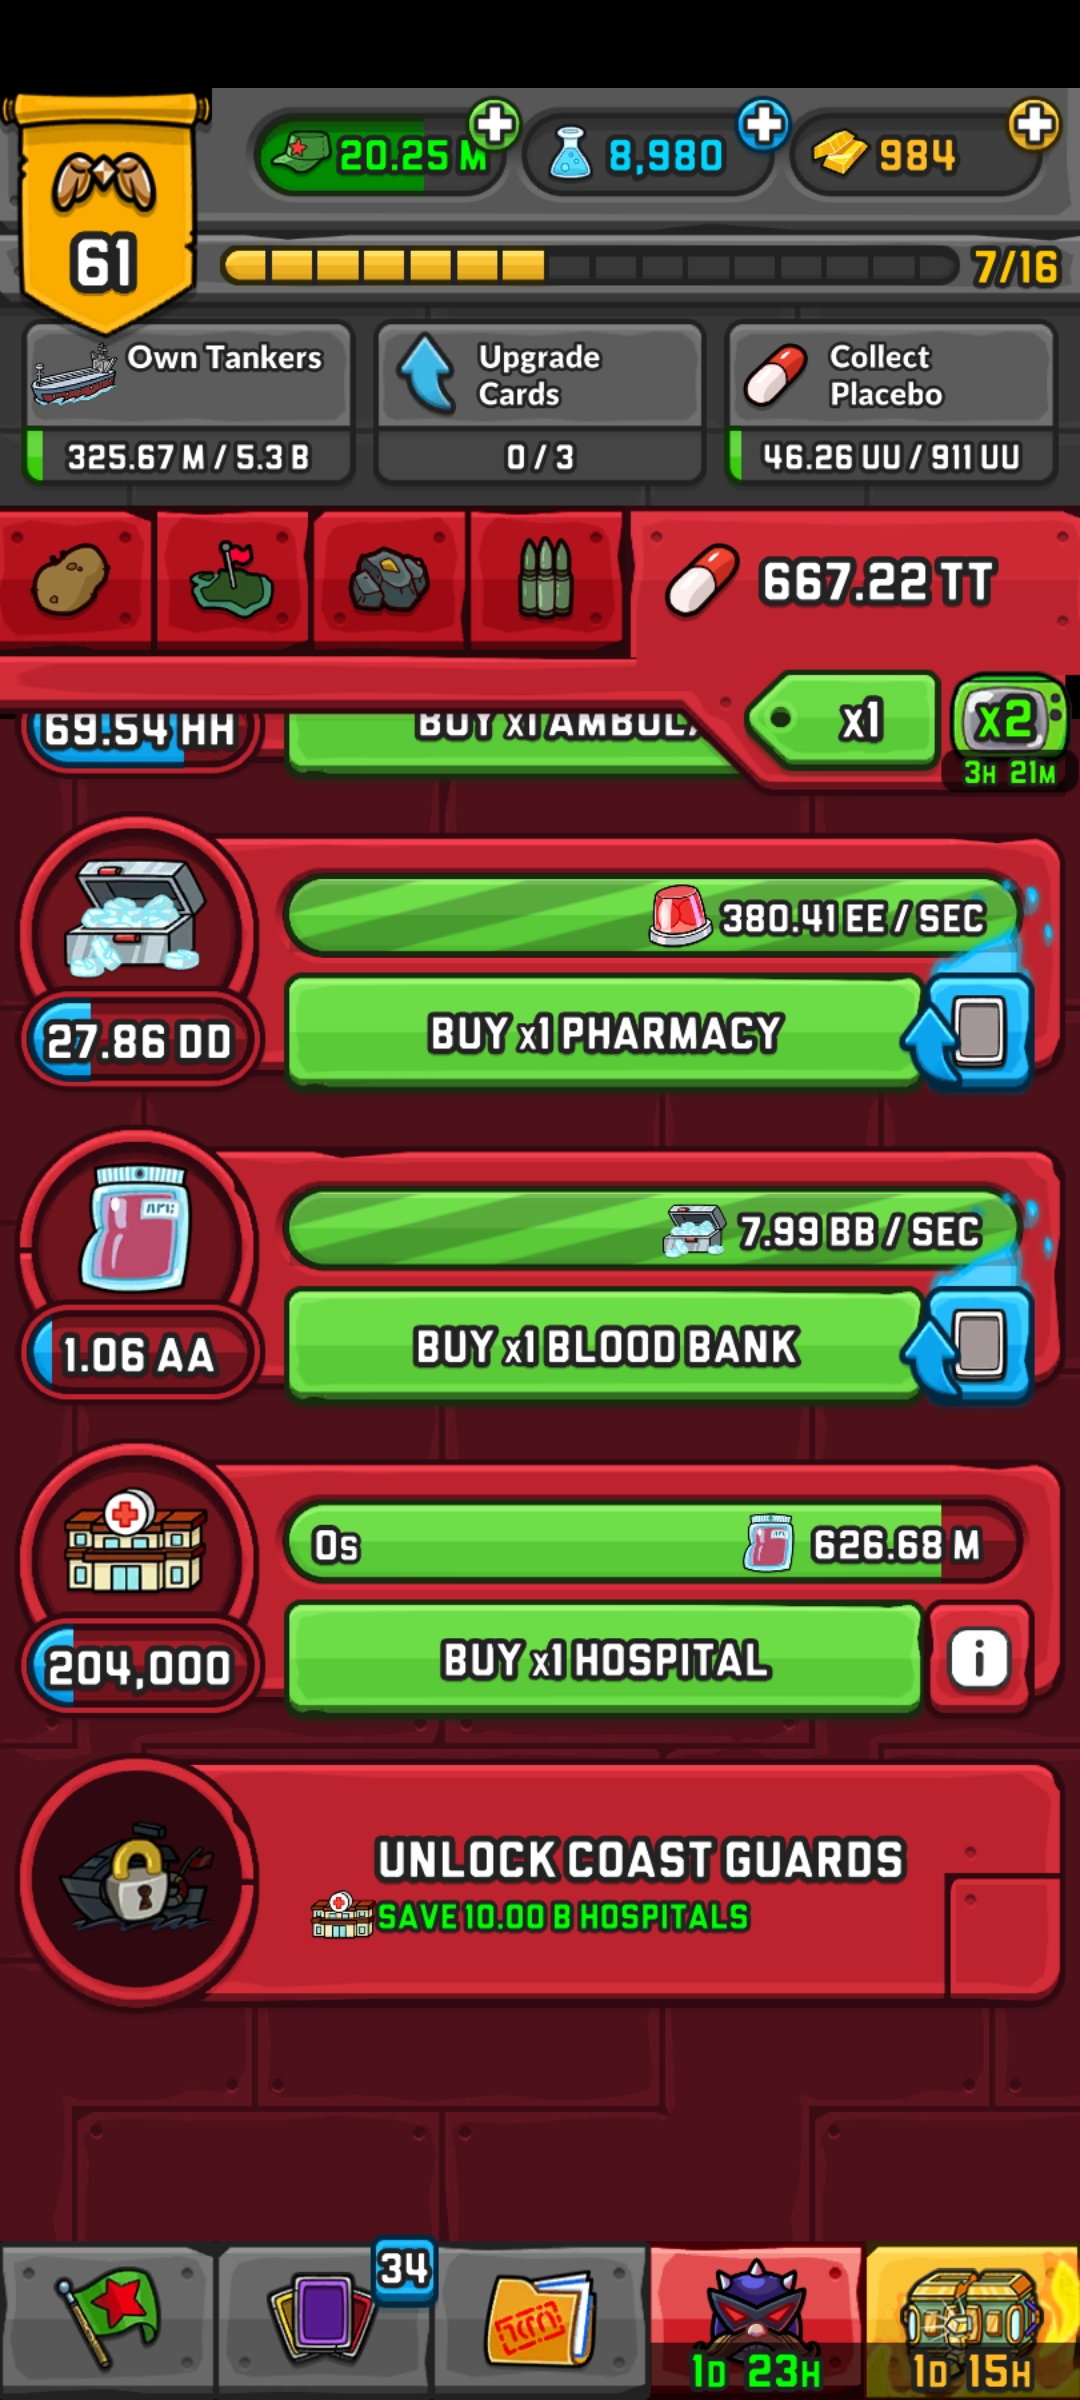 20.25 M
8,980
984
61
7/16
Own Tankers
325.67 M / 5.3 B
Upgrade
Cards
0 / 3
Collect
Placebo
46.26 UU / 911 UU
667.22 TT
x1
x2
3H 21M
69.54 HH
BUY x1 AMBUL
380.41 EE / SEC
27.86 DD
BUY x1 PHARMACY
7.99 BB / SEC
1.06 AA
BUY x1 BLOOD BANK
0s
626.68 M
204,000
BUY x1 HOSPITAL
i
UNLOCK COAST GUARDS
SAVE 10.00 B HOSPITALS
34
1D 23H
1D 15H